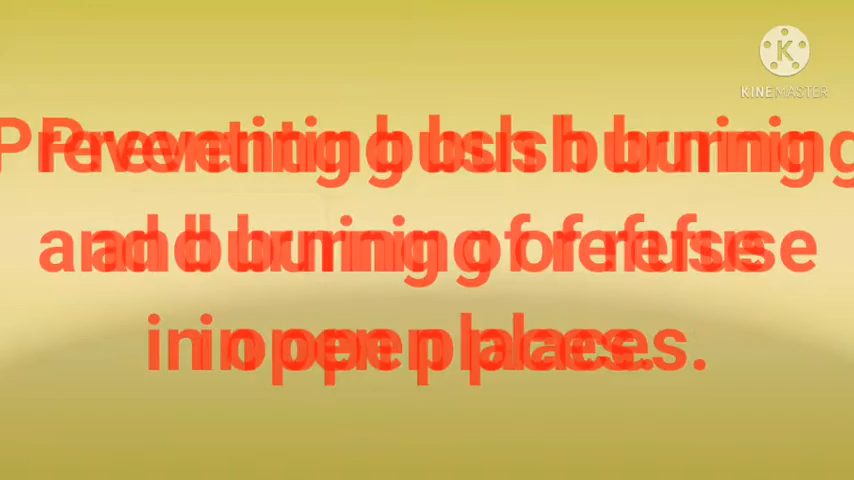 KINEMASTER
Preventing bush burning
and burning of refuse
in open places.